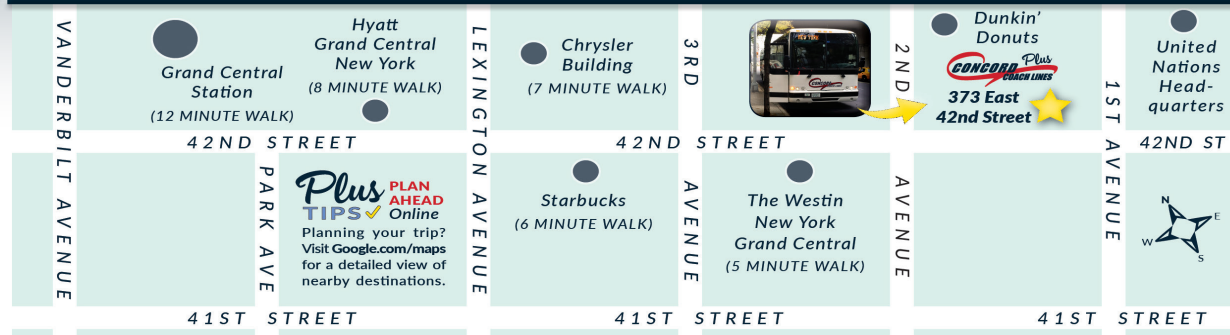 VANDERBILT AVENUE
Grand Central
Station
(12 MINUTE WALK)
Hyatt
Grand Central
New York
(8 MINUTE WALK)
LEXINGTON AVENUE
Chrysler
Building
(7 MINUTE WALK)
3RD
AVENUE
2ND
AVENUE
Dunkin'
Donuts
CONCORD Plus
COACH LINES
373 East
42nd Street
1ST AVENUE
United
Nations
Head-
quarters
42ND STREET
42ND STREET
42ND ST
PARK AVE
Plus
TIPS
PLAN
AHEAD
Online
Planning your trip?
Visit Google.com/maps
for a detailed view of
nearby destinations.
Starbucks
(6 MINUTE WALK)
The Westin
New York
Grand Central
(5 MINUTE WALK)
N
E
W
S
41ST STREET
41ST STREET